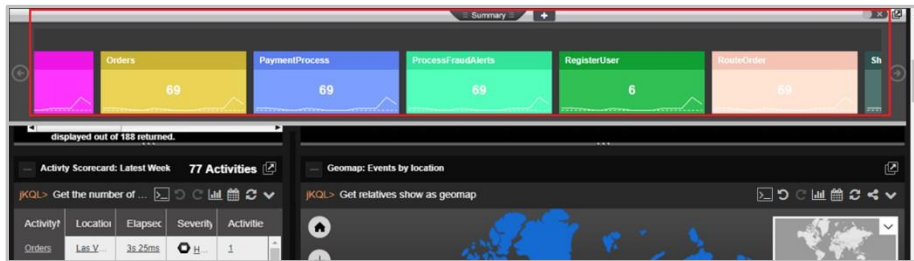 Summary
Orders PaymentProcess ProcessFraudAlerts RegisterUser RouteOrder Sh
69 69 69 6 69
displayed out of 188 returned.
Activty Scorecard: Latest Week 77 Activities
Geomap: Events by location
jKQL> Get the number of ...
jKQL> Get relatives show as geomap
Activity Location Elapsed Severity Activitie
Orders Las V... 3s 25ms H... 1